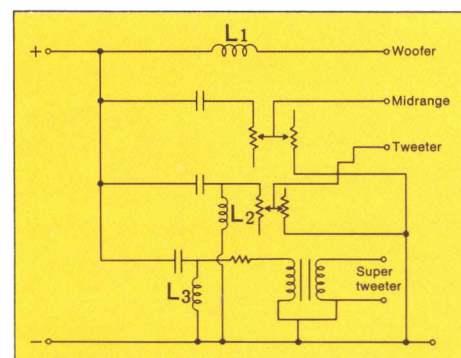 L1
+
Woofer
Midrange
Tweeter
L2
Super
tweeter
L3
−